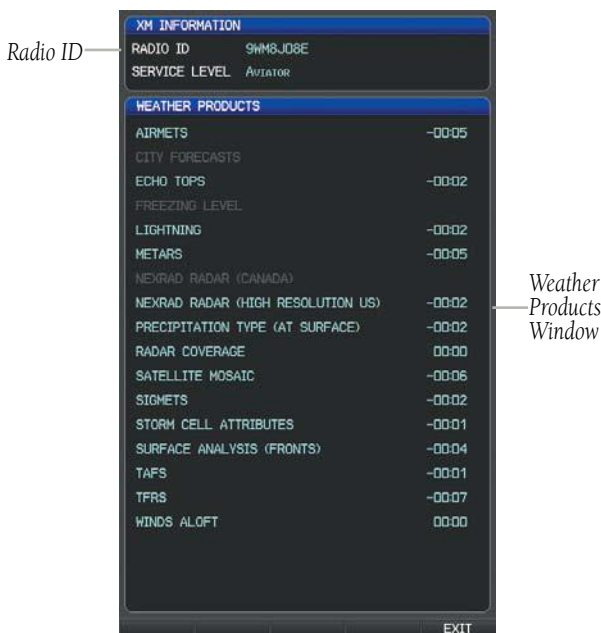 XM INFORMATION
Radio ID
RADIO ID 9WM8JO8E
SERVICE LEVEL AVIATOR
WEATHER PRODUCTS
AIRMETS -00:05
CITY FORECASTS
ECHO TOPS -00:02
FREEZING LEVEL
LIGHTNING -00:02
METARS -00:05
NEXRAD RADAR (CANADA)
NEXRAD RADAR (HIGH RESOLUTION US) -00:02
PRECIPITATION TYPE (AT SURFACE) -00:02
RADAR COVERAGE 00:00
SATELLITE MOSAIC -00:06
SIGMETS -00:02
STORM CELL ATTRIBUTES -00:01
SURFACE ANALYSIS (FRONTS) -00:04
TAFS -00:01
TFRS -00:07
WINDS ALOFT 00:00
Weather
Products
Window
EXIT